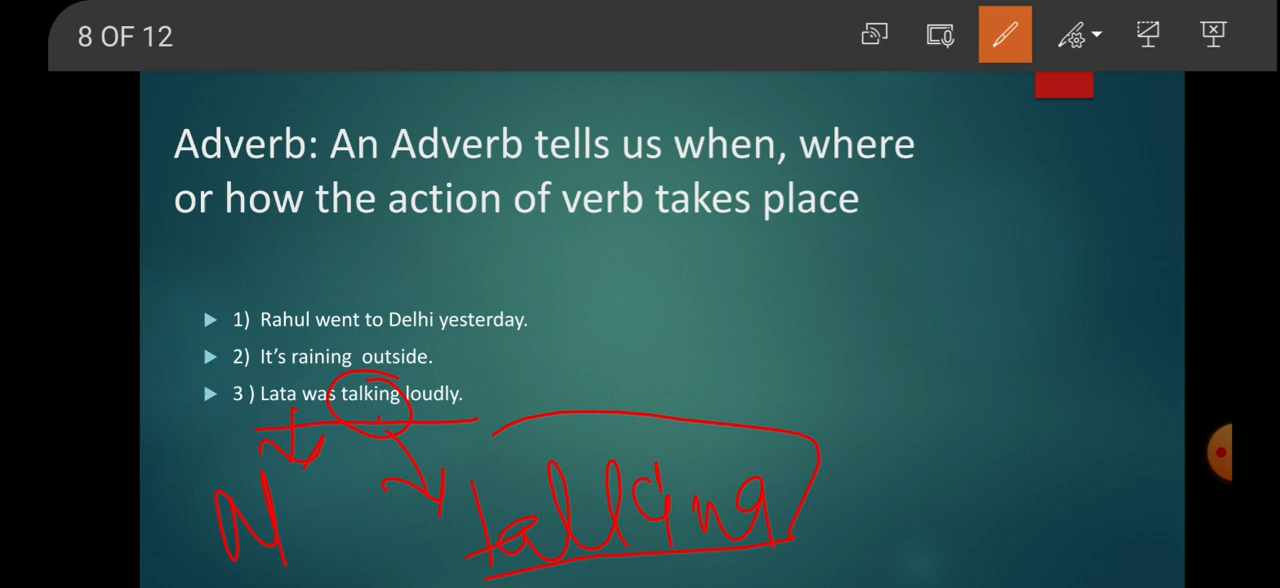 8 OF 12
Adverb: An Adverb tells us when, where
or how the action of verb takes place
1) Rahul went to Delhi yesterday.
2) It's raining outside.
3 ) Lata was talking loudly.
N
talking